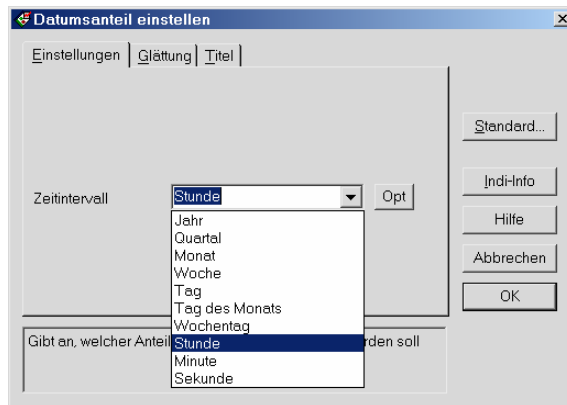 Datumsanteil einstellen
Einstellungen Glättung Titel
Standard...
Indi-Info
Zeitintervall Stunde Opt
Hilfe
Abbrechen
OK
Jahr
Quartal
Monat
Woche
Tag
Tag des Monats
Wochentag
Stunde
Minute
Sekunde
Gibt an, welcher Anteil rden soll